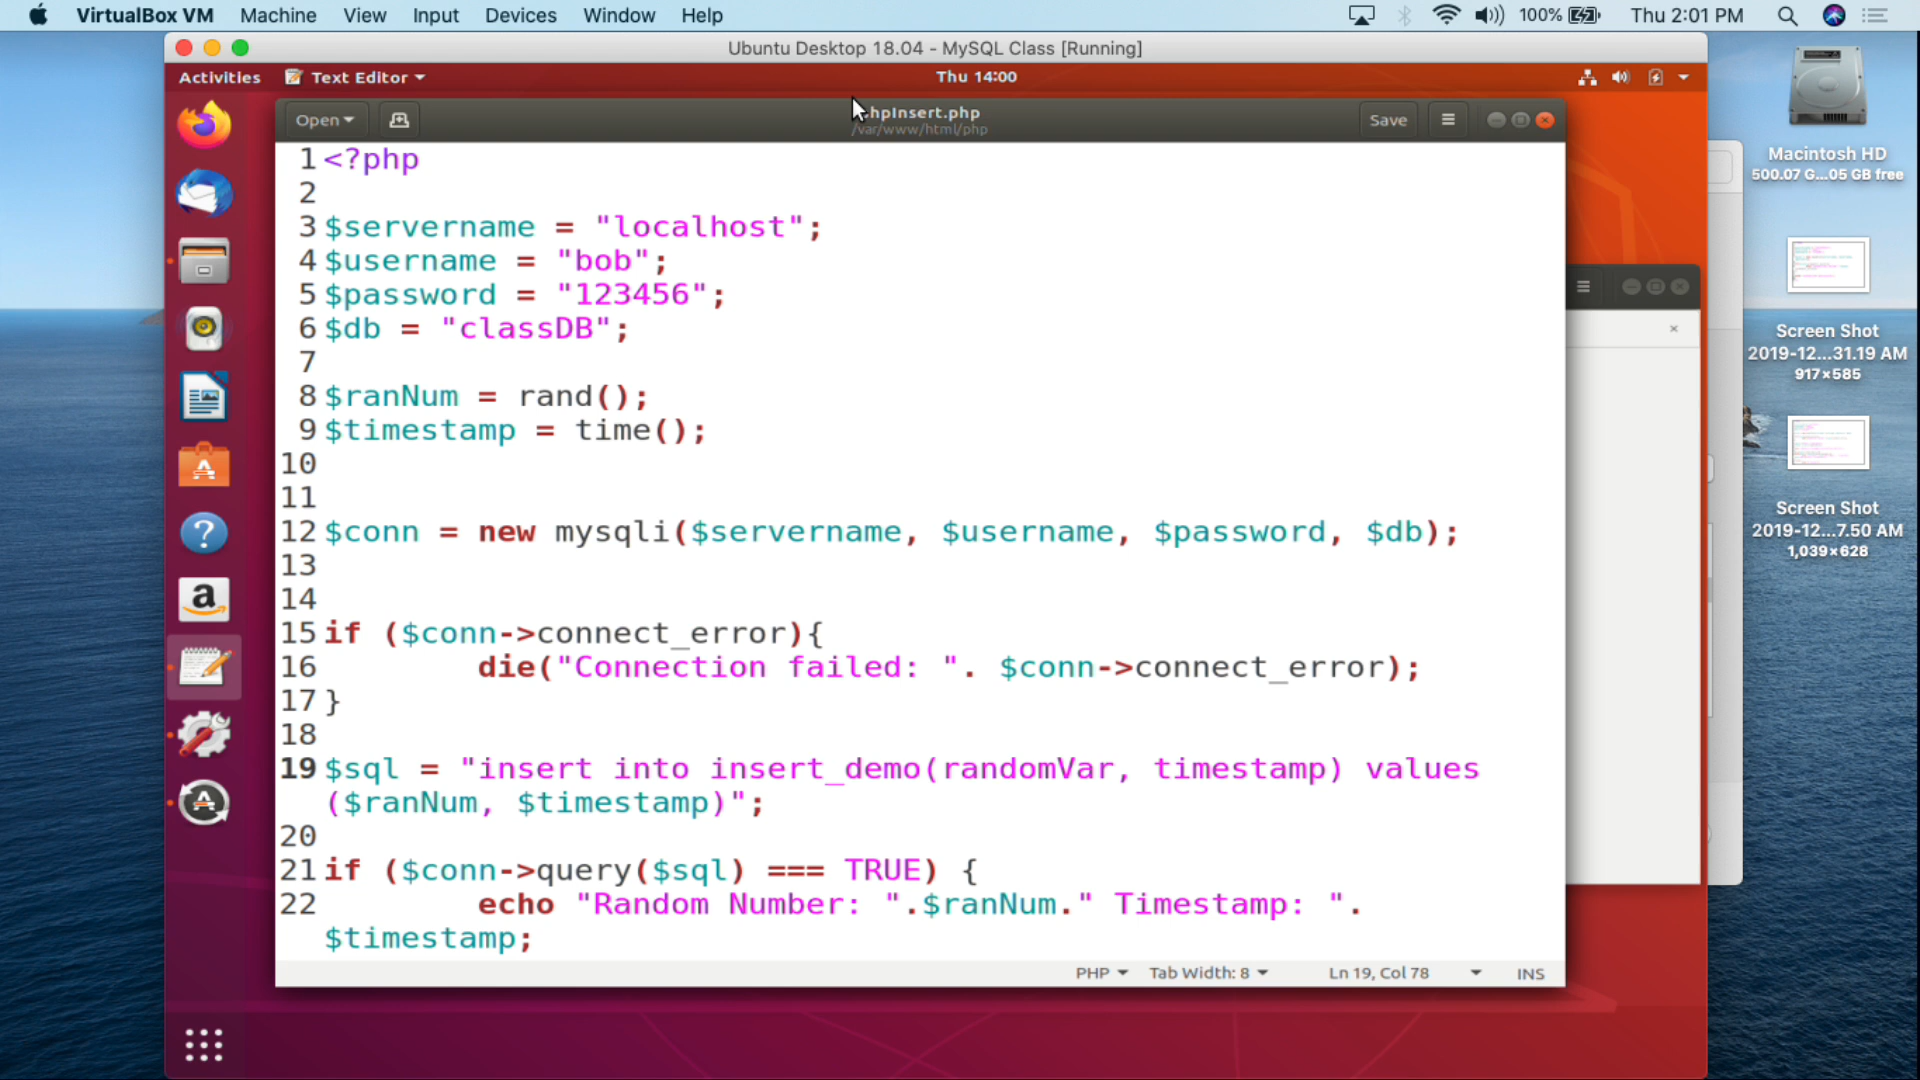 VirtualBox VM Machine View Input Devices Window Help 100% Thu 2:01 PM
Ubuntu Desktop 18.04 - MySQL Class [Running]
Activities Text Editor Thu 14:00
Open hpInsert.php Save
/var/www/html/php
1 <?php
2
3 $servername = "localhost";
4 $username = "bob";
5 $password = "123456";
6 $db = "classDB";
7
8 $ranNum = rand();
9 $timestamp = time();
10
11
12 $conn = new mysqli($servername, $username, $password, $db);
13
14
15 if ($conn->connect_error){
16 die("Connection failed: ". $conn->connect_error);
17 }
18
19 $sql = "insert into insert_demo(randomVar, timestamp) values
($ranNum, $timestamp)";
20
21 if ($conn->query($sql) === TRUE) {
22 echo "Random Number: ".$ranNum." Timestamp: ".
$timestamp;
PHP Tab Width: 8 Ln 19, Col 78 INS
Macintosh HD
500.07 G...05 GB free
Screen Shot
2019-12...31.19 AM
917×585
Screen Shot
2019-12...7.50 AM
1,039×628